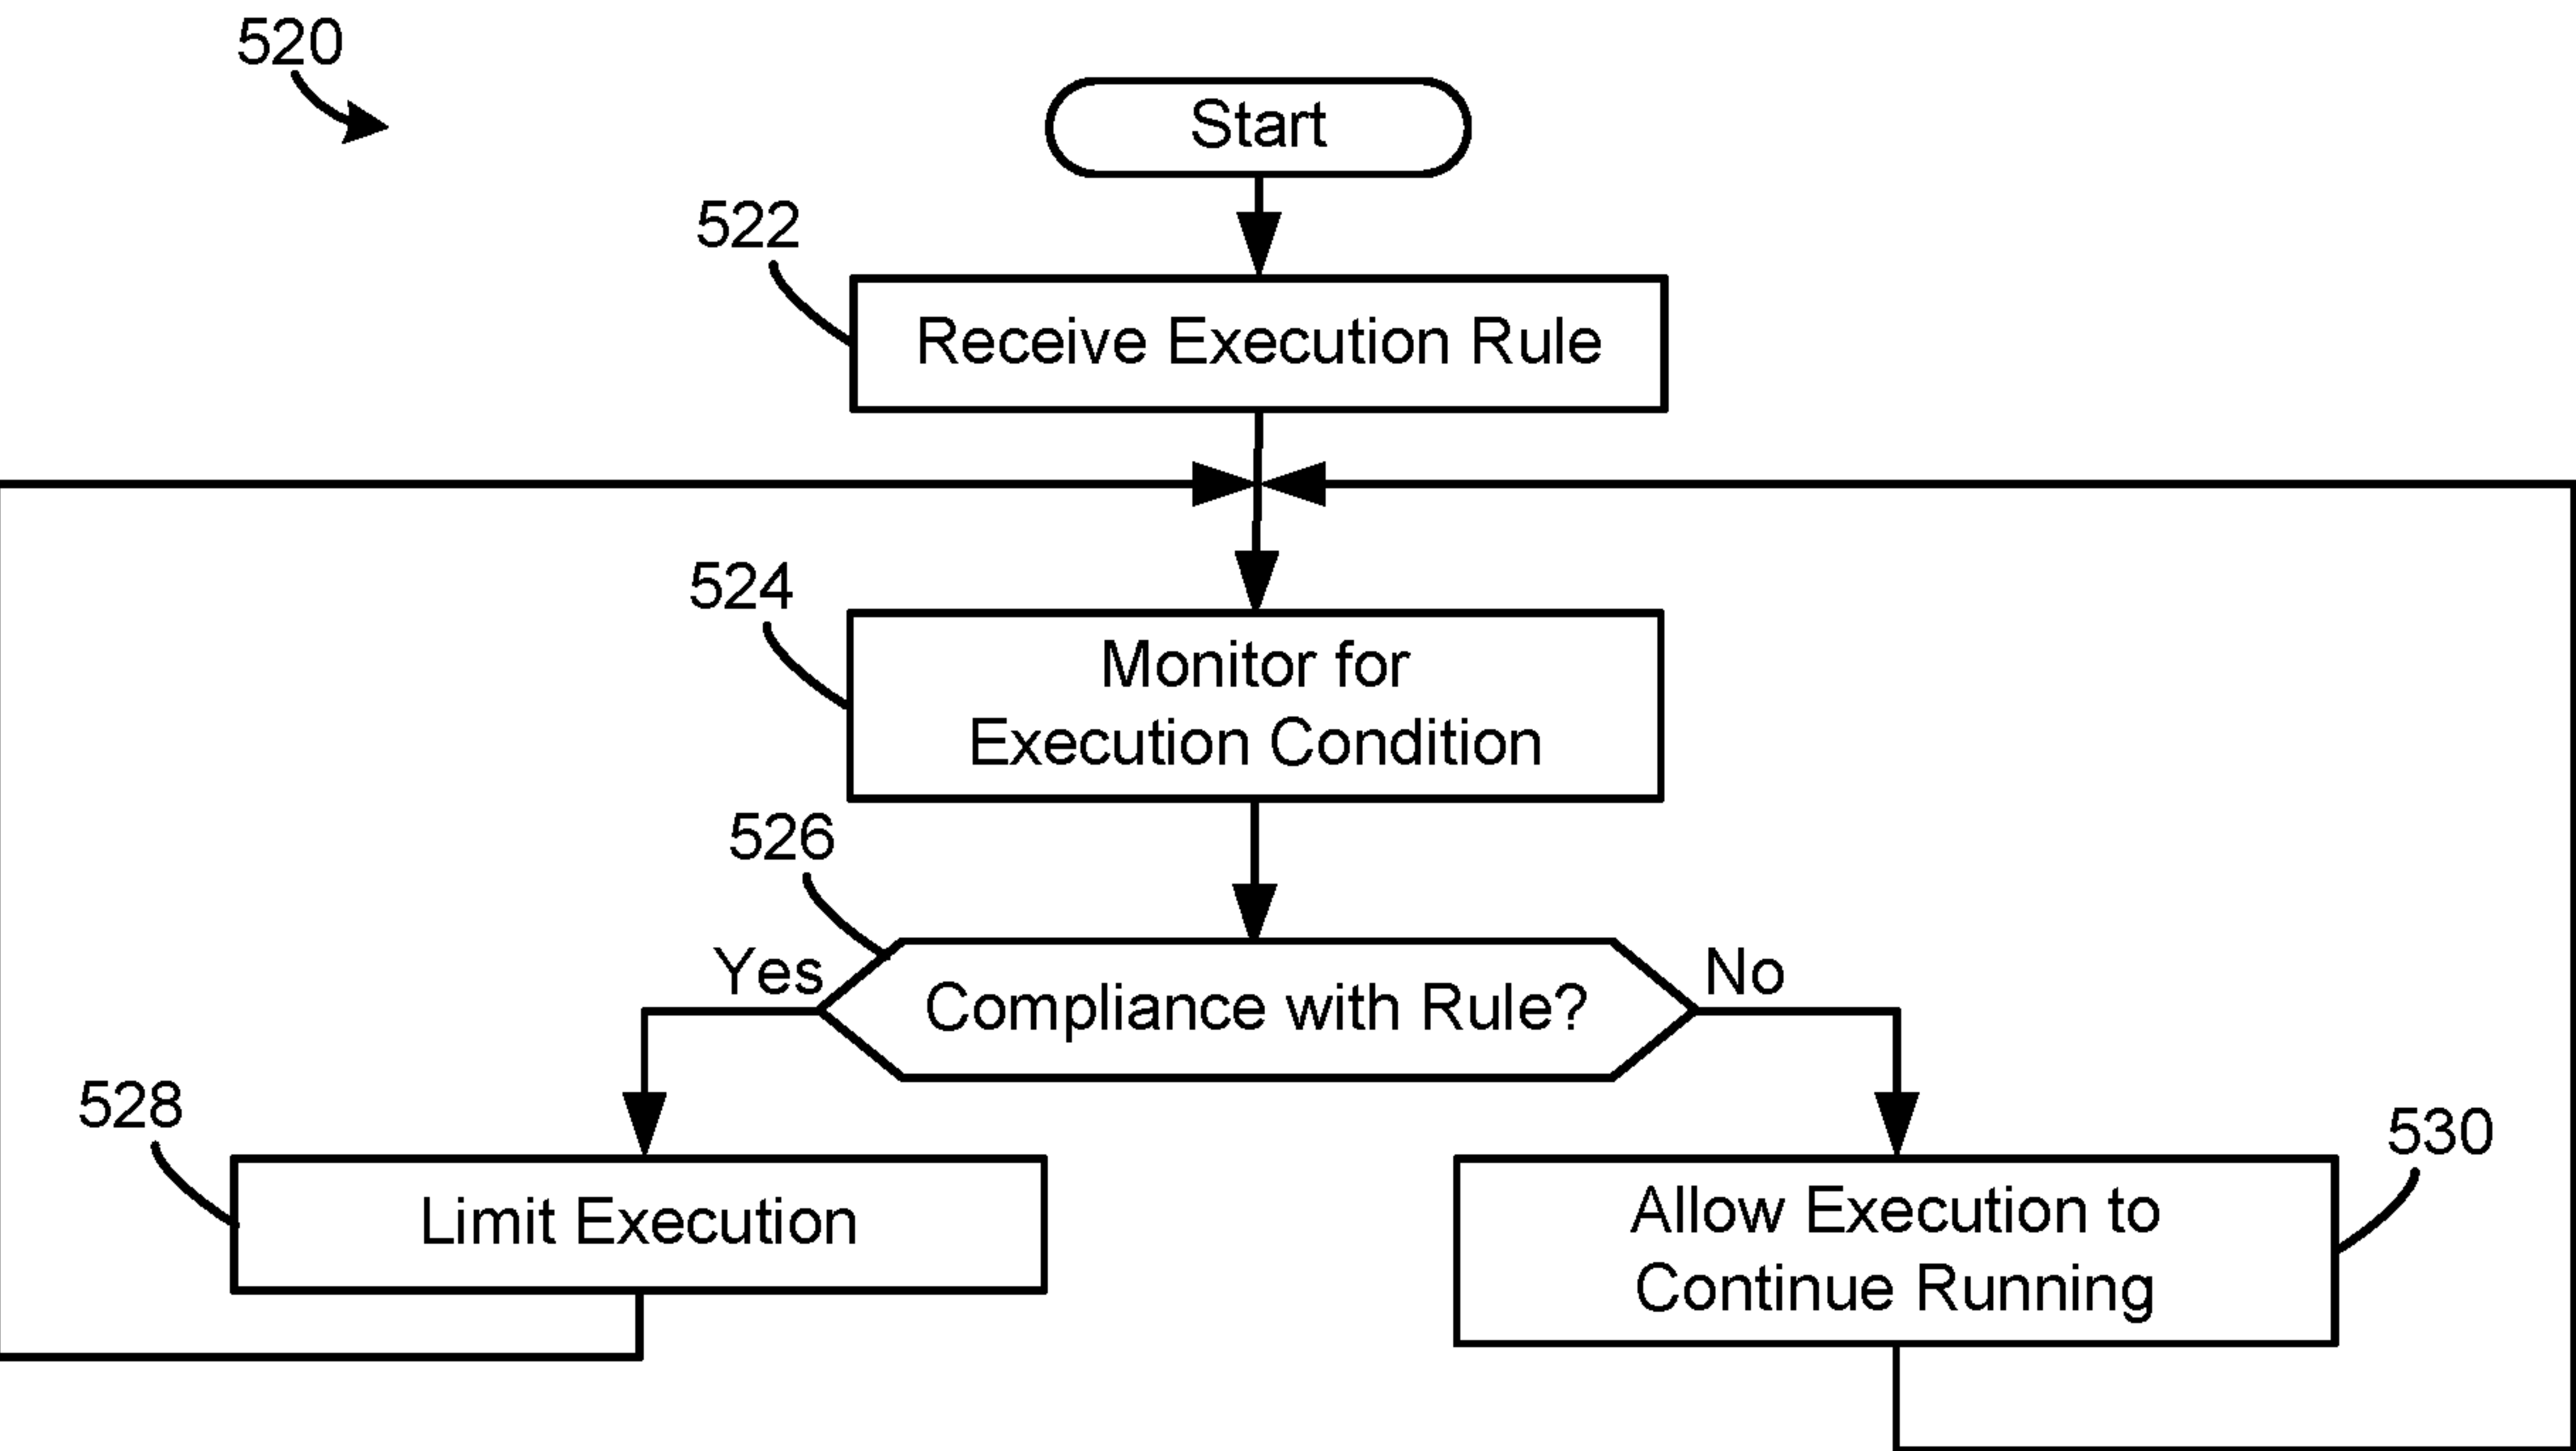 520
Start
522
Receive Execution Rule
524
Monitor for
Execution Condition
526
Yes
Compliance with Rule?
No
528
Limit Execution
530
Allow Execution to
Continue Running